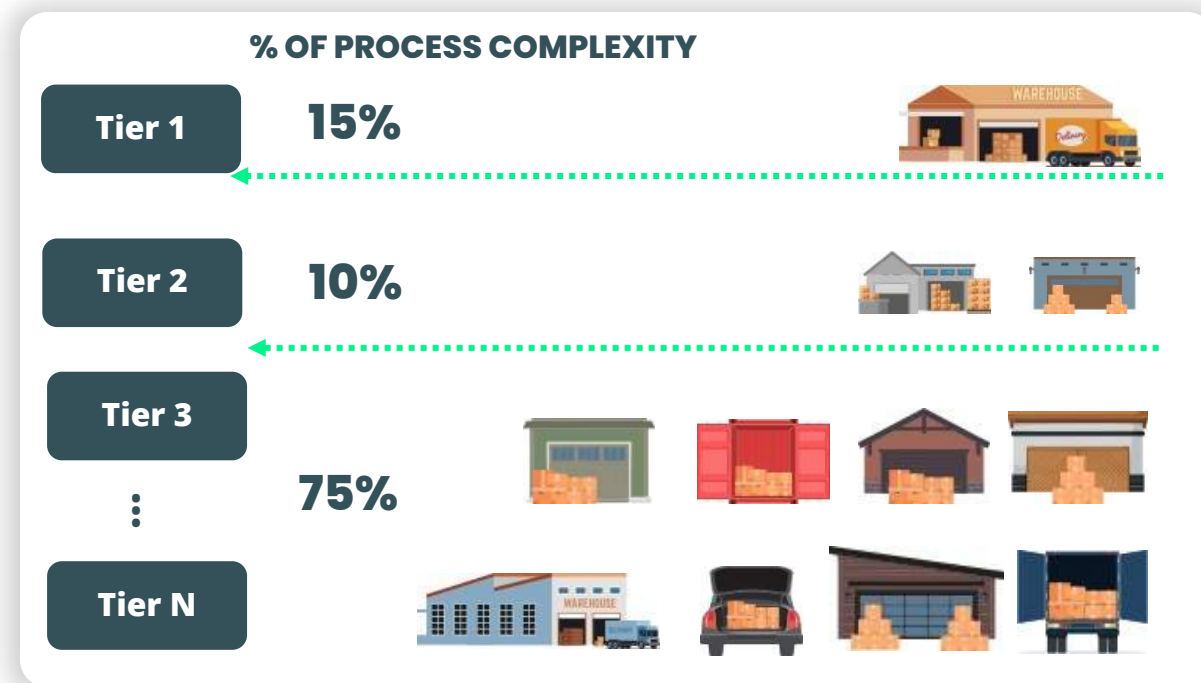 % OF PROCESS COMPLEXITY
Tier 1
15%
WAREHOUSE
Delivery
Tier 2
10%
Tier 3
75%
Tier N
WAREHOUSE